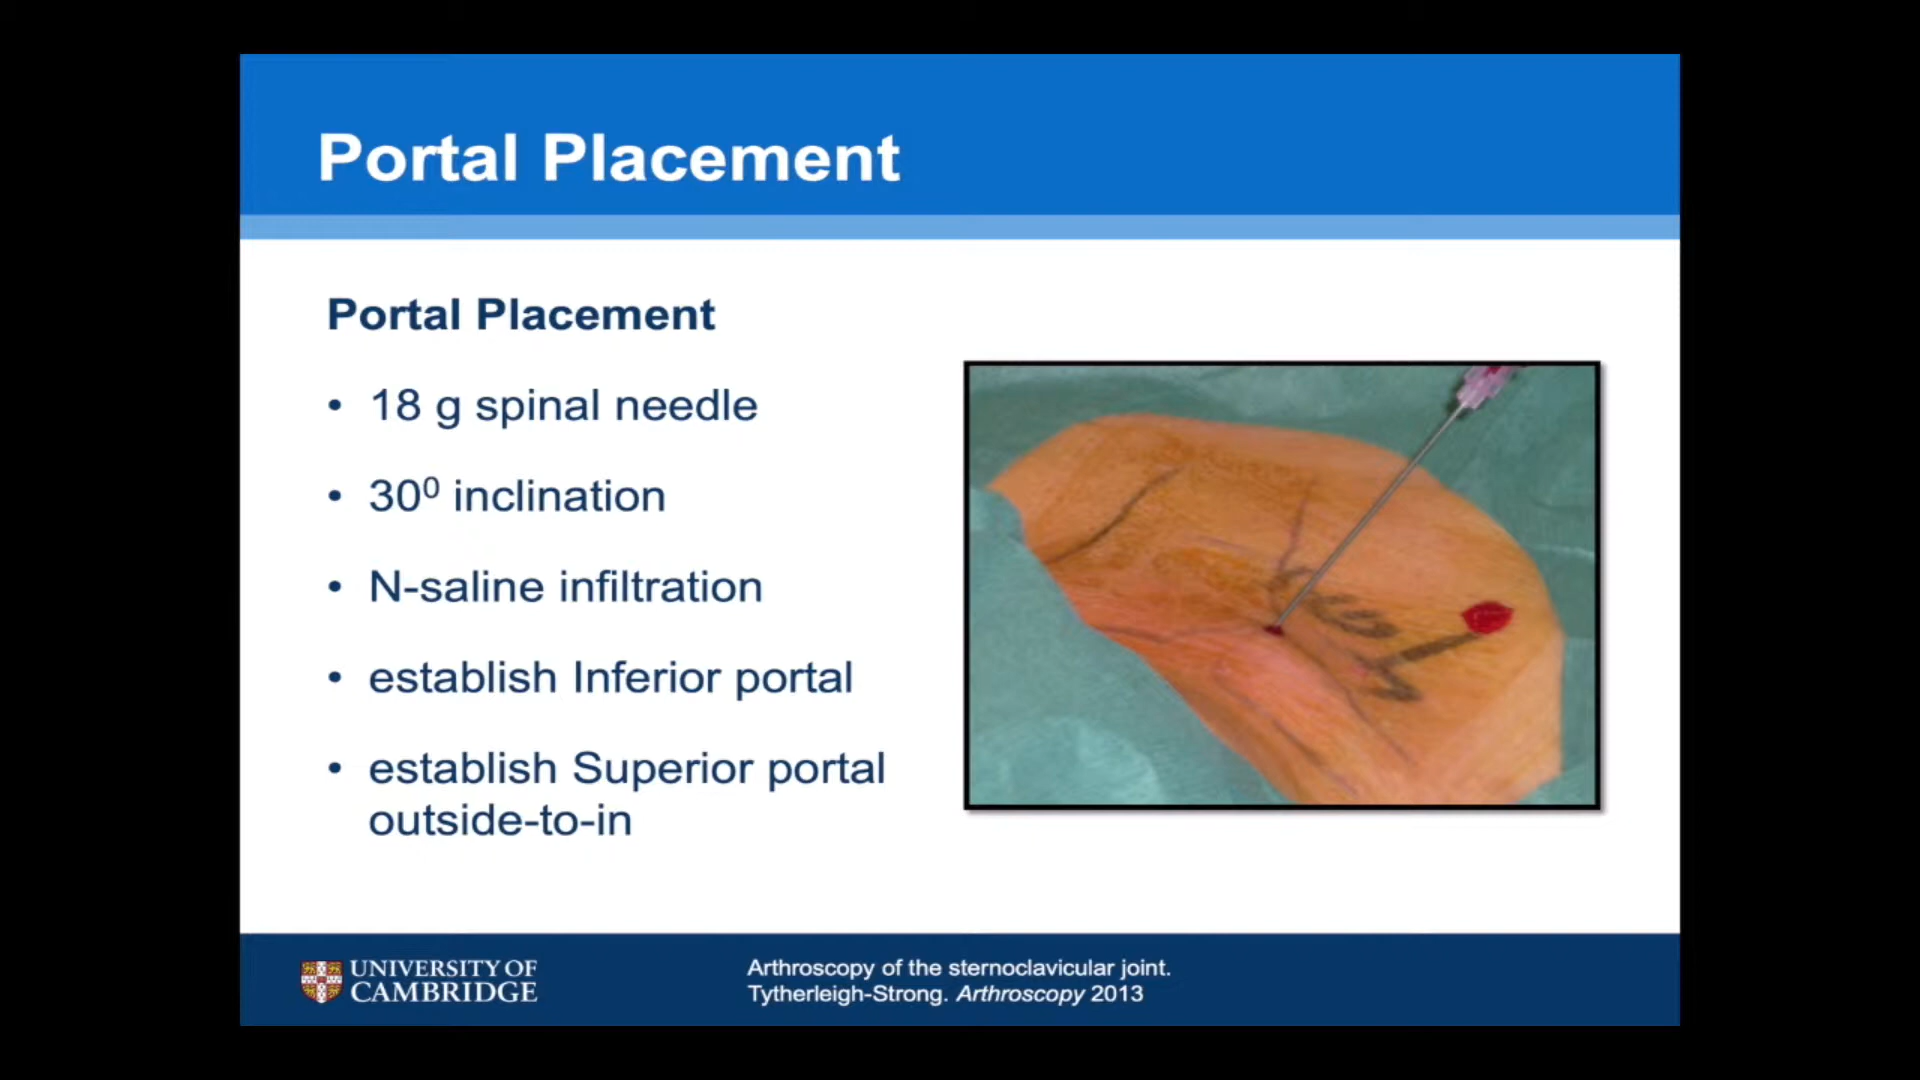 Portal Placement
Portal Placement
• 18 g spinal needle
• 30⁰ inclination
• N-saline infiltration
• establish Inferior portal
• establish Superior portal
outside-to-in
UNIVERSITY OF
CAMBRIDGE
Arthroscopy of the sternoclavicular joint.
Tytherleigh-Strong. Arthroscopy 2013